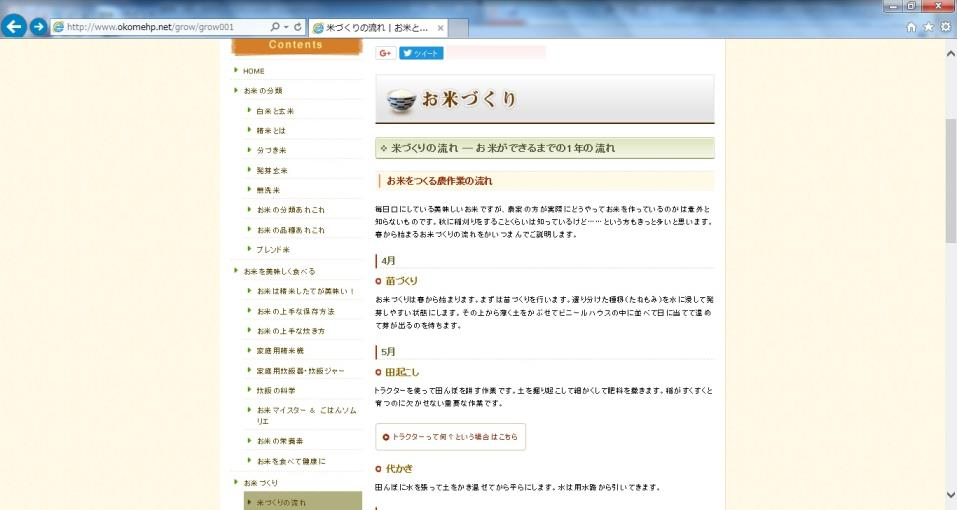 http://www.okomehp.net/grow/grow001
米づくりの流れ | お米と...
Contents
HOME
お米の分類
白米と玄米
精米とは
分づき米
発芽玄米
無洗米
お米の分類あれこれ
お米の品種あれこれ
ブレンド米
お米を美味しく食べる
お米は精米したてが美味い！
お米の上手な保存方法
お米の上手な炊き方
家庭用精米機
家庭用炊飯器・炊飯ジャー
炊飯の科学
お米マイスター ＆ ごはんソム
リエ
お米の栄養素
お米を食べて健康に
お米づくり
米づくりの流れ
G+
ツイート
お米づくり
米づくりの流れ ― お米ができるまでの1年の流れ
お米をつくる農作業の流れ
毎日口にしている美味しいお米ですが、農家の方が実際にどうやってお米を作っているのかは意外と
知らないものです。秋に稲刈りをすることくらいは知っているけど……という方もきっと多いと思います。
春から始まるお米づくりの流れをかいつまんでご説明します。
4月
苗づくり
お米づくりは春から始まります。まずは苗づくりを行います。選り分けた種籾（たねもみ）を水に浸して発
芽しやすい状態にします。その上から薄く土をかぶせてビニールハウスの中に並べて日に当てて温め
て芽が出るのを待ちます。
5月
田起こし
トラクターを使って田んぼを耕す作業です。土を掘り起こして細かくして肥料を撒きます。稲がすくすくと
育つのに欠かせない重要な作業です。
トラクターって何？という場合はこちら
代かき
田んぼに水を張って土をかき混ぜてから平らにします。水は用水路から引いてきます。